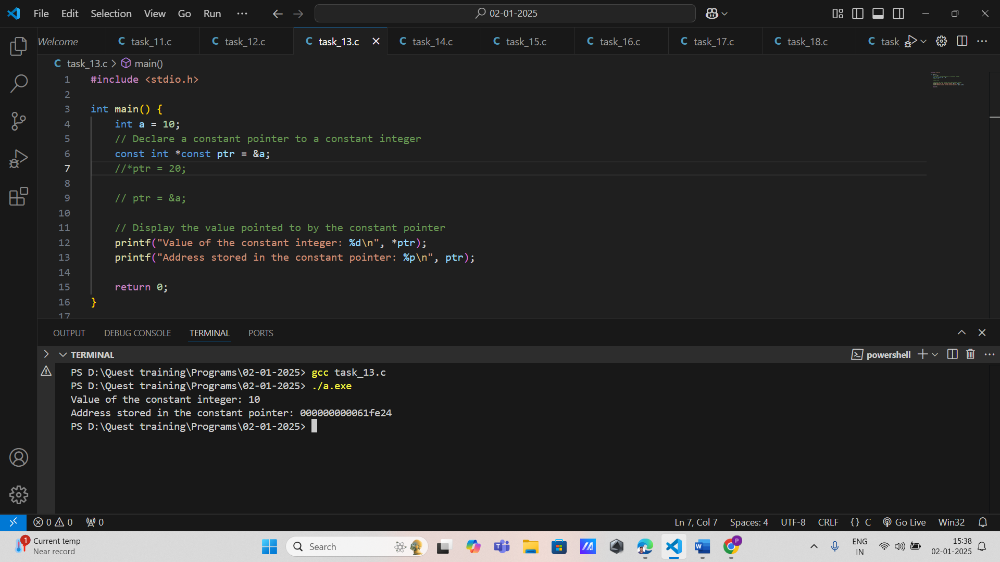 File Edit Selection View Go Run ··· 02-01-2025
Welcome C task_11.c C task_12.c C task_13.c C task_14.c C task_15.c C task_16.c C task_17.c C task_18.c C task
C task_13.c > main()
1 #include <stdio.h>
2
3 int main() {
4 int a = 10;
5 // Declare a constant pointer to a constant integer
6 const int *const ptr = &a;
7 //*ptr = 20;
8
9 // ptr = &a;
10
11 // Display the value pointed to by the constant pointer
12 printf("Value of the constant integer: %d\n", *ptr);
13 printf("Address stored in the constant pointer: %p\n", ptr);
14
15 return 0;
16 }
17
OUTPUT DEBUG CONSOLE TERMINAL PORTS
TERMINAL powershell
PS D:\Quest training\Programs\02-01-2025> gcc task_13.c
PS D:\Quest training\Programs\02-01-2025> ./a.exe
Value of the constant integer: 10
Address stored in the constant pointer: 000000000061fe24
PS D:\Quest training\Programs\02-01-2025>
0 0 0 Ln 7, Col 7 Spaces: 4 UTF-8 CRLF {} C Go Live Win32
1 Current temp
Near record
Search
P
ENG
IN
15:38
02-01-2025